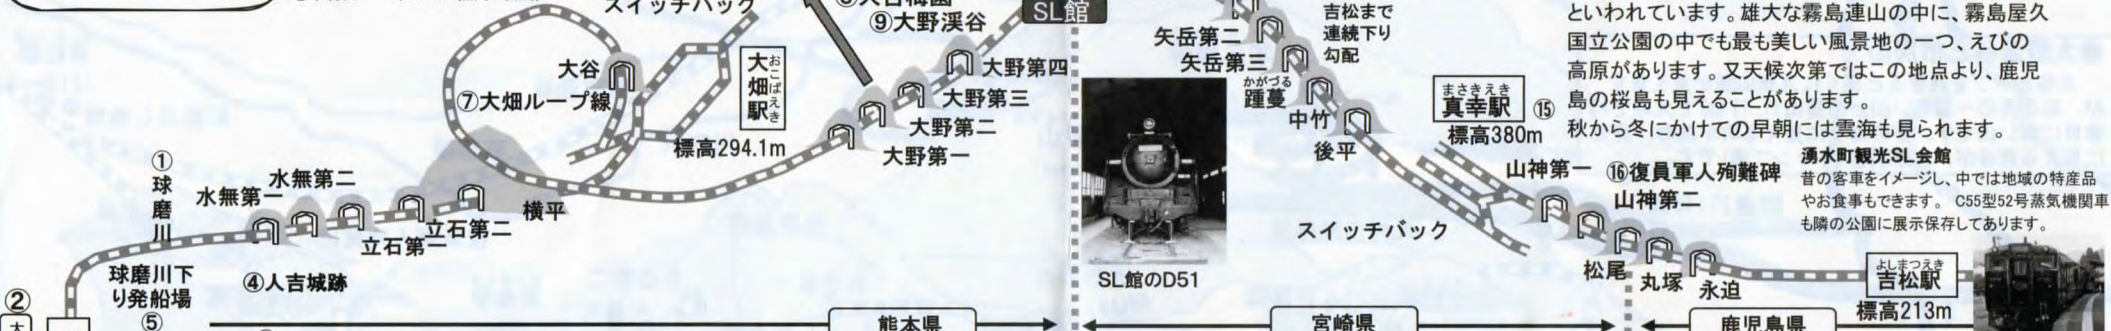 スイッチバック
⑨大野渓谷
SL館
大谷
⑦大畑ループ線
大畑駅
おこばえき
標高294.1m
大野第四
大野第三
大野第二
大野第一
①球磨川
水無第一
水無第二
立石第一
立石第二
横平
球磨川下
り発船場
⑤
②
④人吉城跡
熊本県
吉松まで
連続下り
勾配
矢岳第二
矢岳第三
かがづる
踵蔓
中竹
後平
SL館のD51
まさきえき
真幸駅
⑮
標高380m
スイッチバック
山神第一
⑯復員軍人殉難碑
山神第二
松尾
丸塚
永迫
よしまつえき
吉松駅
標高213m
宮崎県
鹿児島県
といわれています。雄大な霧島連山の中に、霧島屋久
国立公園の中でも最も美しい風景地の一つ、えびの
高原があります。又天候次第ではこの地点より、鹿児
島の桜島も見えることがあります。
秋から冬にかけての早朝には雲海も見られます。
湧水町観光SL会館
昔の客車をイメージし、中では地域の特産品
やお食事もできます。 C55型52号蒸気機関車
も隣の公園に展示保存してあります。